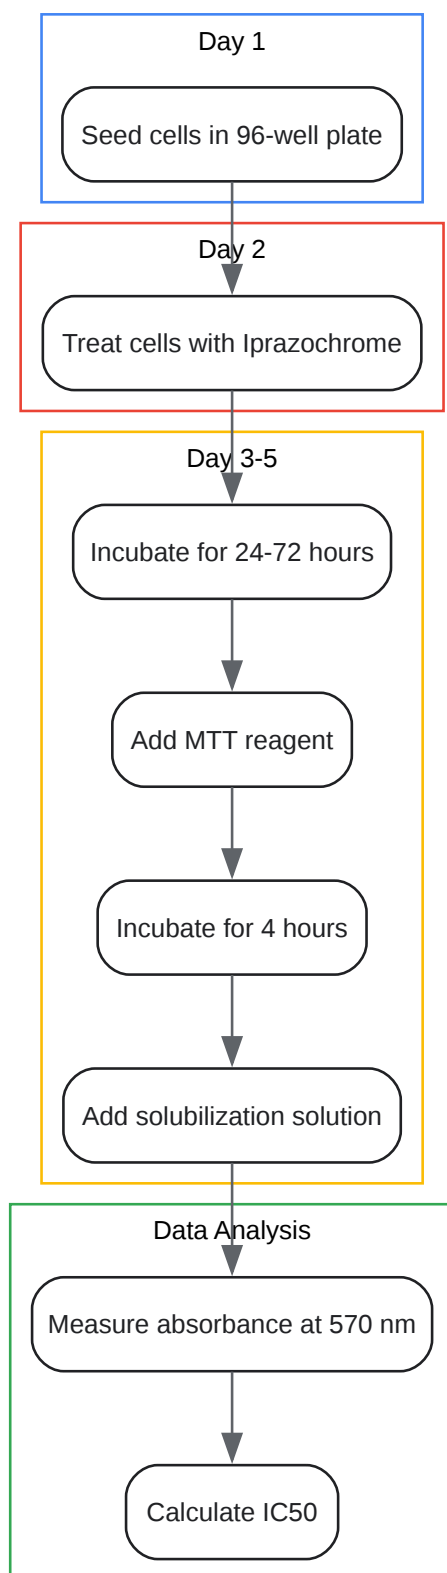 Day 1
Seed cells in 96-well plate
Day 2
Treat cells with Iprazochrome
Day 3-5
Incubate for 24-72 hours
Add MTT reagent
Incubate for 4 hours
Add solubilization solution
Data Analysis
Measure absorbance at 570 nm
Calculate IC50